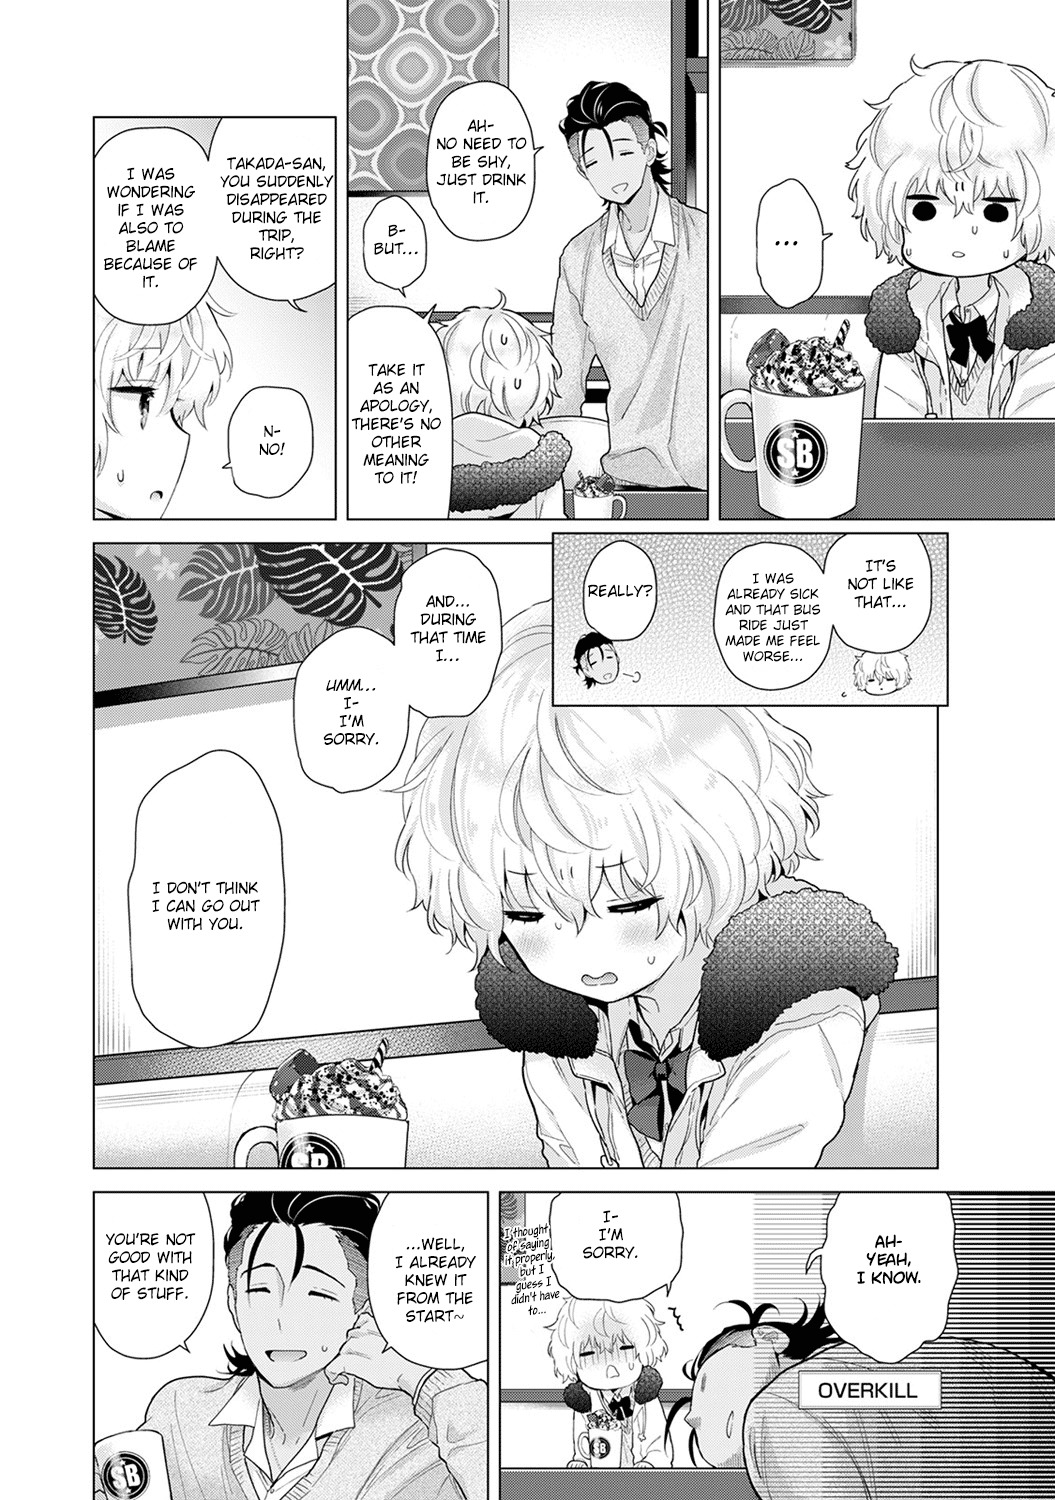 ...
SB
AH-
NO NEED TO
BE SHY,
JUST DRINK
IT.
B-
BUT...
TAKE IT
AS AN
APOLOGY,
THERE'S NO
OTHER
MEANING
TO IT!
TAKADA-SAN,
YOU SUDDENLY
DISAPPEARED
DURING THE
TRIP,
RIGHT?
I WAS
WONDERING
IF I WAS
ALSO TO
BLAME
BECAUSE OF
IT.
N-
NO!
IT'S
NOT LIKE
THAT...
I WAS
ALREADY SICK
AND THAT BUS
RIDE JUST
MADE ME FEEL
WORSE...
REALLY?
AND...
DURING
THAT TIME
I...
UMM...
I-
I'M
SORRY.
I DON'T THINK
I CAN GO OUT
WITH YOU.
SB
AH-
YEAH,
I KNOW.
OVERKILL
I-
I'M
SORRY.
I thought
of saying
it properly,
but I
guess I
didn't have
to...
...WELL,
I ALREADY
KNEW IT
FROM THE
START~
YOU'RE NOT
GOOD WITH
THAT KIND
OF STUFF.
SB